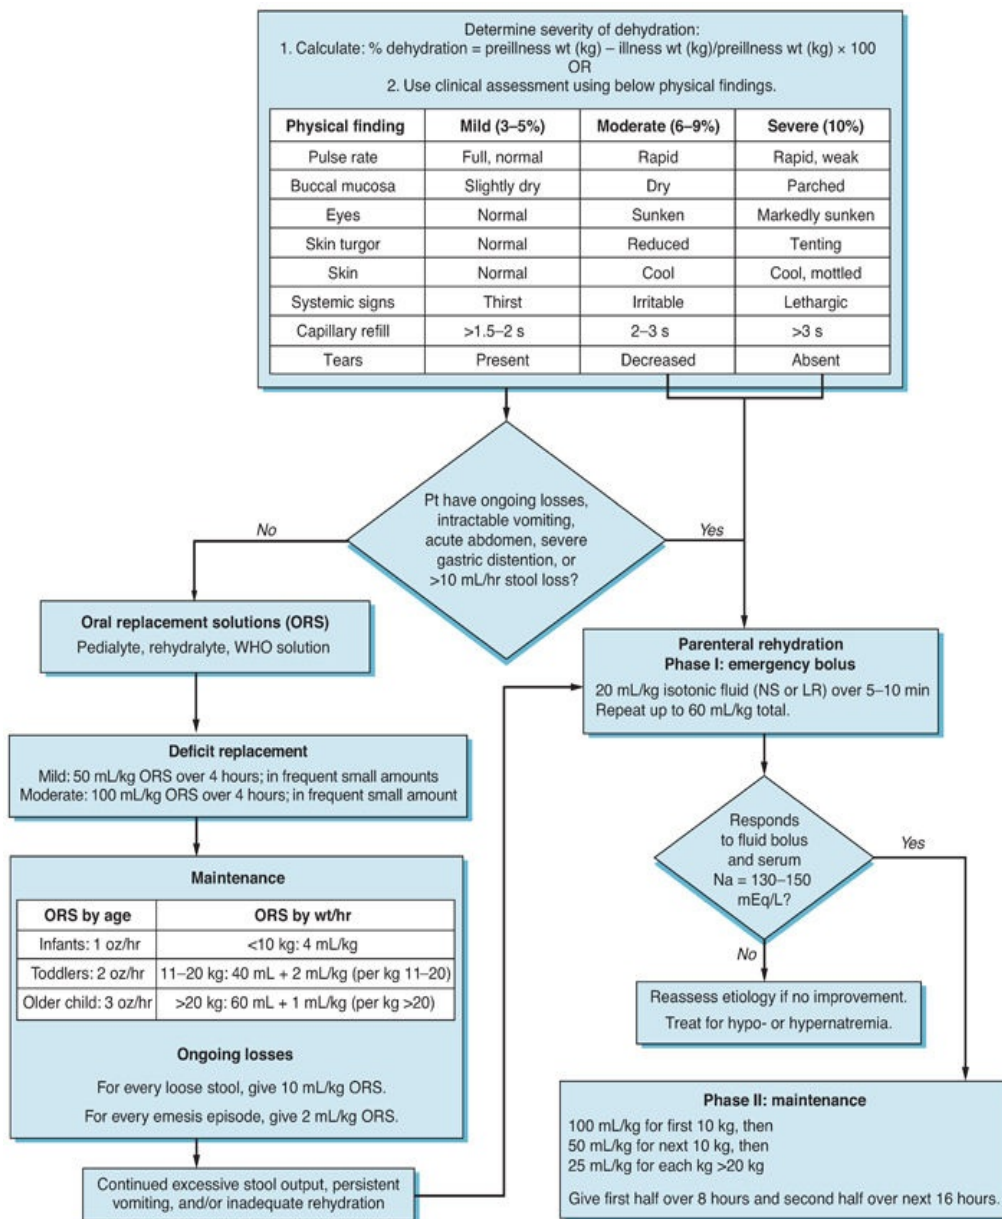 Determine severity of dehydration:
1. Calculate: % dehydration = preillness wt (kg) – illness wt (kg)/preillness wt (kg) × 100
OR
2. Use clinical assessment using below physical findings.
Physical finding Mild (3–5%) Moderate (6–9%) Severe (10%)
Pulse rate Full, normal Rapid Rapid, weak
Buccal mucosa Slightly dry Dry Parched
Eyes Normal Sunken Markedly sunken
Skin turgor Normal Reduced Tenting
Skin Normal Cool Cool, mottled
Systemic signs Thirst Irritable Lethargic
Capillary refill >1.5–2 s 2–3 s >3 s
Tears Present Decreased Absent
Pt have ongoing losses,
intractable vomiting,
acute abdomen, severe
gastric distention, or
>10 mL/hr stool loss?
No
Yes
Oral replacement solutions (ORS)
Pedialyte, rehydralyte, WHO solution
Deficit replacement
Mild: 50 mL/kg ORS over 4 hours; in frequent small amounts
Moderate: 100 mL/kg ORS over 4 hours; in frequent small amount
Maintenance
ORS by age ORS by wt/hr
Infants: 1 oz/hr <10 kg: 4 mL/kg
Toddlers: 2 oz/hr 11–20 kg: 40 mL + 2 mL/kg (per kg 11–20)
Older child: 3 oz/hr >20 kg: 60 mL + 1 mL/kg (per kg >20)
Ongoing losses
For every loose stool, give 10 mL/kg ORS.
For every emesis episode, give 2 mL/kg ORS.
Continued excessive stool output, persistent
vomiting, and/or inadequate rehydration
Parenteral rehydration
Phase I: emergency bolus
20 mL/kg isotonic fluid (NS or LR) over 5–10 min
Repeat up to 60 mL/kg total.
Responds
to fluid bolus
and serum
Na = 130–150
mEq/L?
Yes
No
Reassess etiology if no improvement.
Treat for hypo- or hypernatremia.
Phase II: maintenance
100 mL/kg for first 10 kg, then
50 mL/kg for next 10 kg, then
25 mL/kg for each kg >20 kg
Give first half over 8 hours and second half over next 16 hours.